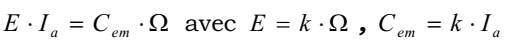 E · I_a = C_em · Ω avec E = k · Ω , C_em = k · I_a